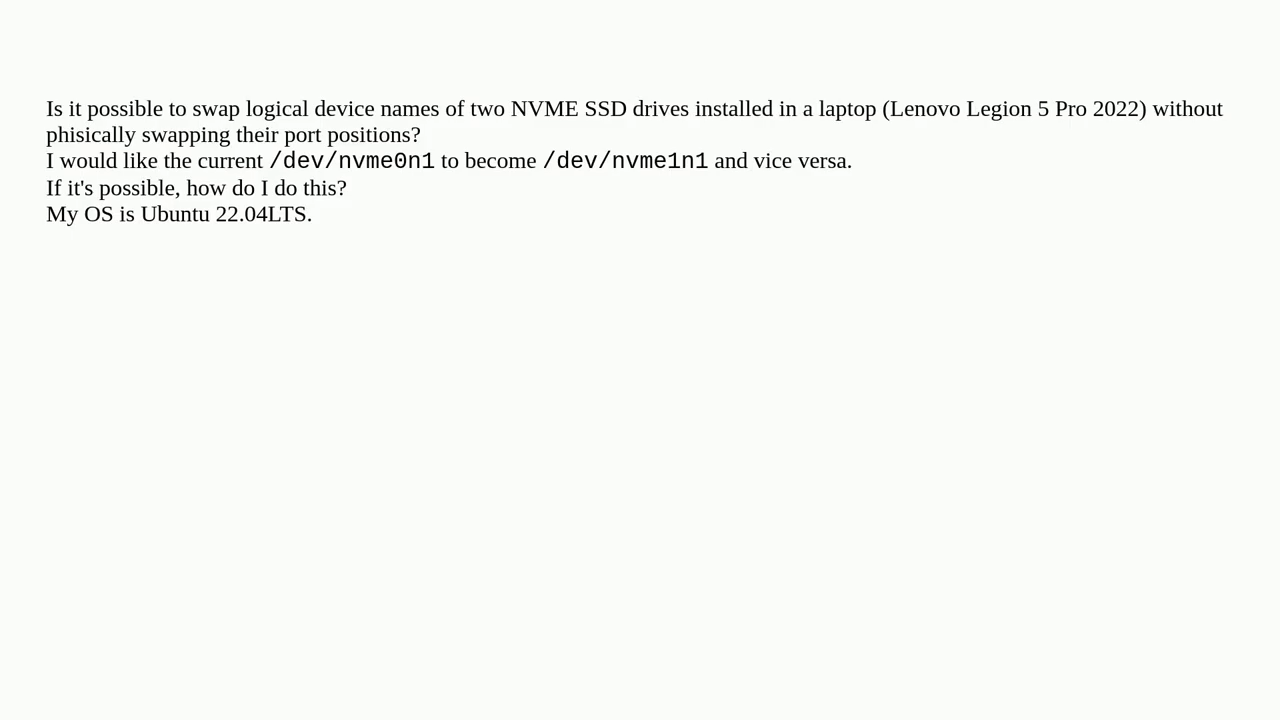 Is it possible to swap logical device names of two NVME SSD drives installed in a laptop (Lenovo Legion 5 Pro 2022) without
phisically swapping their port positions?
I would like the current /dev/nvme0n1 to become /dev/nvme1n1 and vice versa.
If it's possible, how do I do this?
My OS is Ubuntu 22.04LTS.